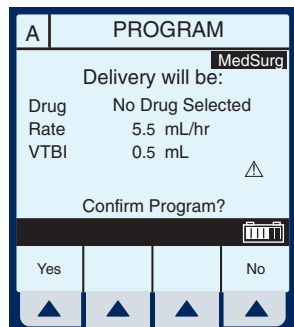 A PROGRAM
MedSurg
Delivery will be:
Drug No Drug Selected
Rate 5.5 mL/hr
VTBI 0.5 mL
Confirm Program?
Yes No